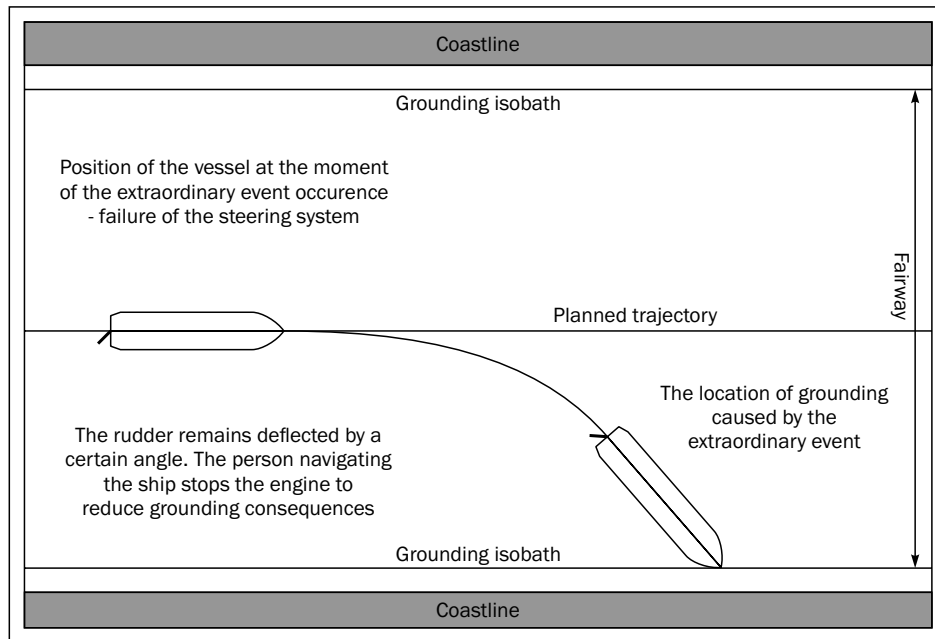 Coastline
Grounding isobath
Position of the vessel at the moment
of the extraordinary event occurence
- failure of the steering system
Fairway
Planned trajectory
The location of grounding
caused by the
extraordinary event
The rudder remains deflected by a
certain angle. The person navigating
the ship stops the engine to
reduce grounding consequences
Grounding isobath
Coastline